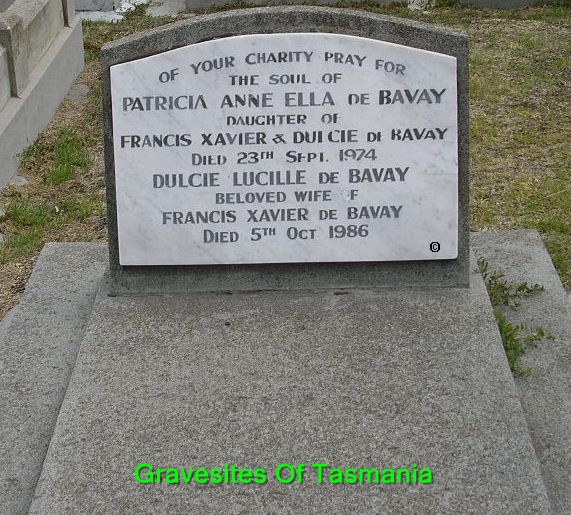 OF YOUR CHARITY PRAY FOR
THE SOUL OF
PATRICIA ANNE ELLA DE BAVAY
DAUGHTER OF
FRANCIS XAVIER & DULCIE DE BAVAY
DIED 23TH SEPT. 1974
DULCIE LUCILLE DE BAVAY
BELOVED WIFE OF
FRANCIS XAVIER DE BAVAY
DIED 5TH OCT 1986
©
Gravesites Of Tasmania